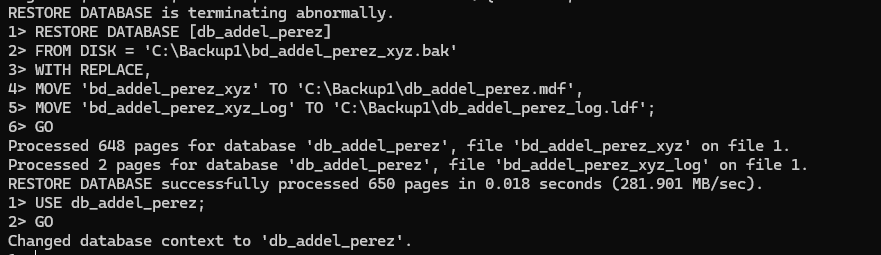 RESTORE DATABASE is terminating abnormally.
1> RESTORE DATABASE [db_addel_perez]
2> FROM DISK = 'C:\Backup1\bd_addel_perez_xyz.bak'
3> WITH REPLACE,
4> MOVE 'bd_addel_perez_xyz' TO 'C:\Backup1\db_addel_perez.mdf',
5> MOVE 'bd_addel_perez_xyz_Log' TO 'C:\Backup1\db_addel_perez_log.ldf';
6> GO
Processed 648 pages for database 'db_addel_perez', file 'bd_addel_perez_xyz' on file 1.
Processed 2 pages for database 'db_addel_perez', file 'bd_addel_perez_xyz_log' on file 1.
RESTORE DATABASE successfully processed 650 pages in 0.018 seconds (281.901 MB/sec).
1> USE db_addel_perez;
2> GO
Changed database context to 'db_addel_perez'.